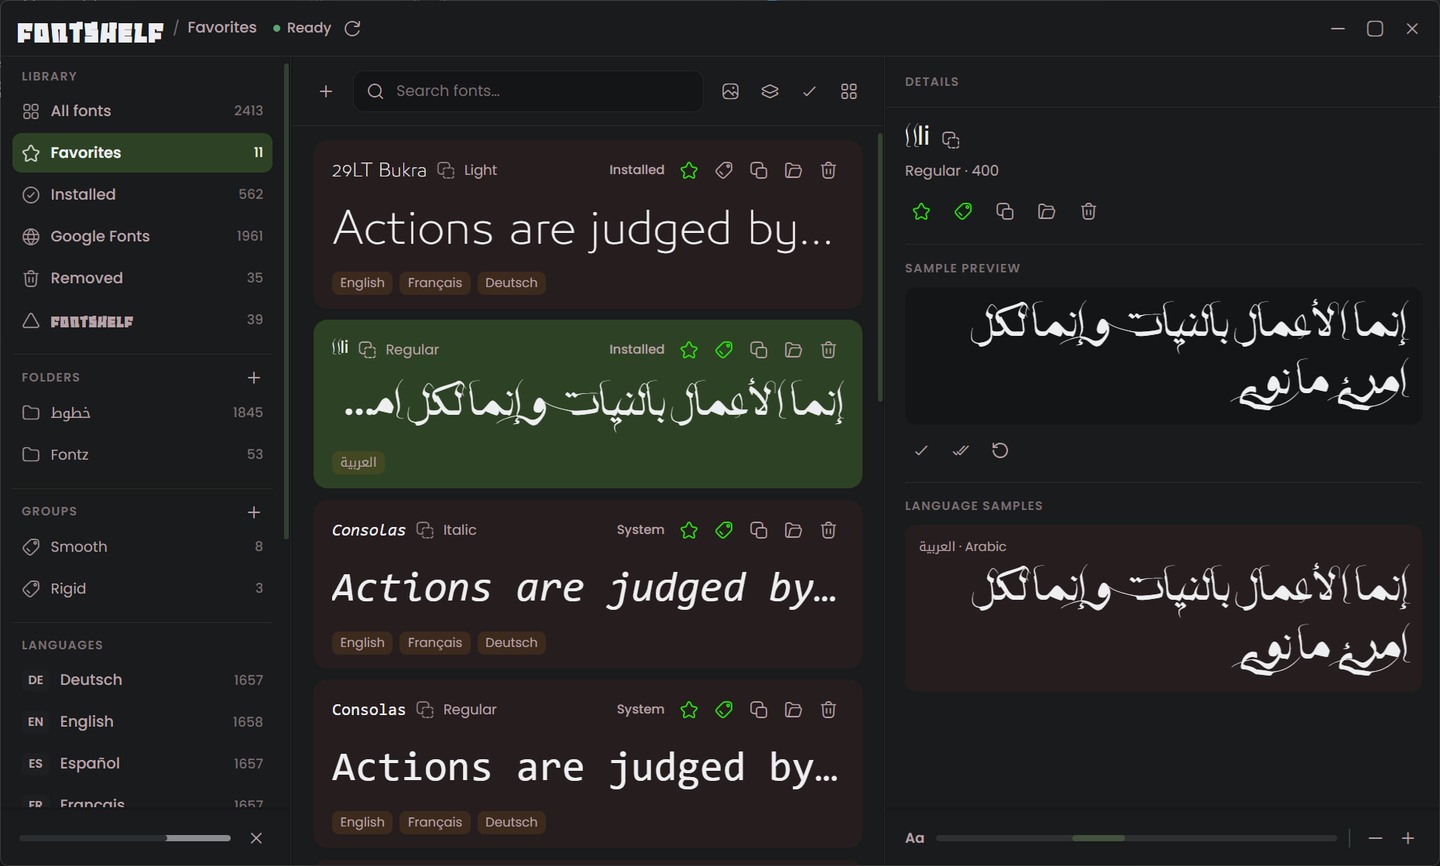 FONTSHELF / Favorites Ready
LIBRARY
All fonts 2413
Favorites 11
Installed 562
Google Fonts 1961
Removed 35
FONTSHELF 39
FOLDERS
خطوط 1845
Fontz 53
GROUPS
Smooth 8
Rigid 3
LANGUAGES
DE Deutsch 1657
EN English 1658
ES Español 1657
FR Français 1657
Search fonts...
29LT Bukra Light Installed
Actions are judged by...
English Français Deutsch
Regular Installed
إنما الأعمال بالنيات وإنما لكل ام...
العربية
Consolas Italic System
Actions are judged by...
English Français Deutsch
Consolas Regular System
Actions are judged by...
English Français Deutsch
DETAILS
Regular · 400
SAMPLE PREVIEW
إنما الأعمال بالنيات وإنما لكل
امرئ ما نوى
LANGUAGE SAMPLES
العربية · Arabic
إنما الأعمال بالنيات وإنما لكل
امرئ ما نوى
Aa